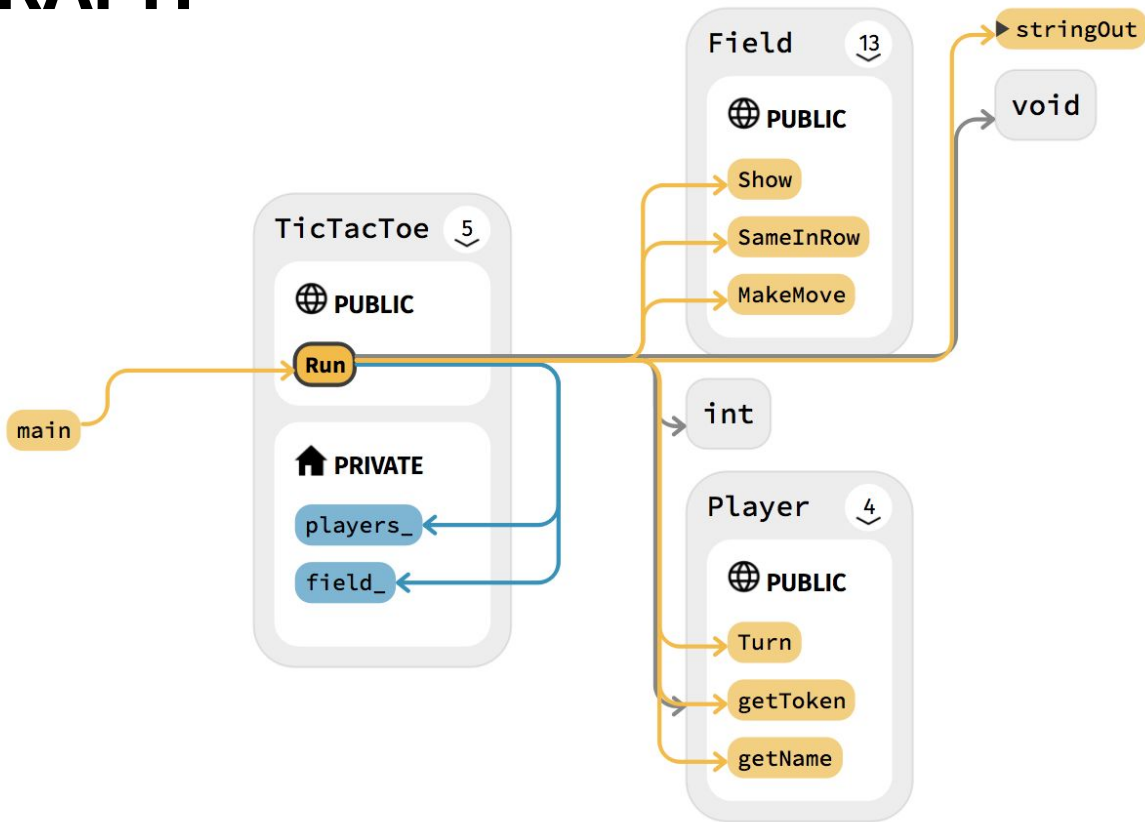 Field 13
PUBLIC
Show
SameInRow
MakeMove
stringOut
void
TicTacToe 5
PUBLIC
Run
PRIVATE
players_
field_
main
int
Player 4
PUBLIC
Turn
getToken
getName